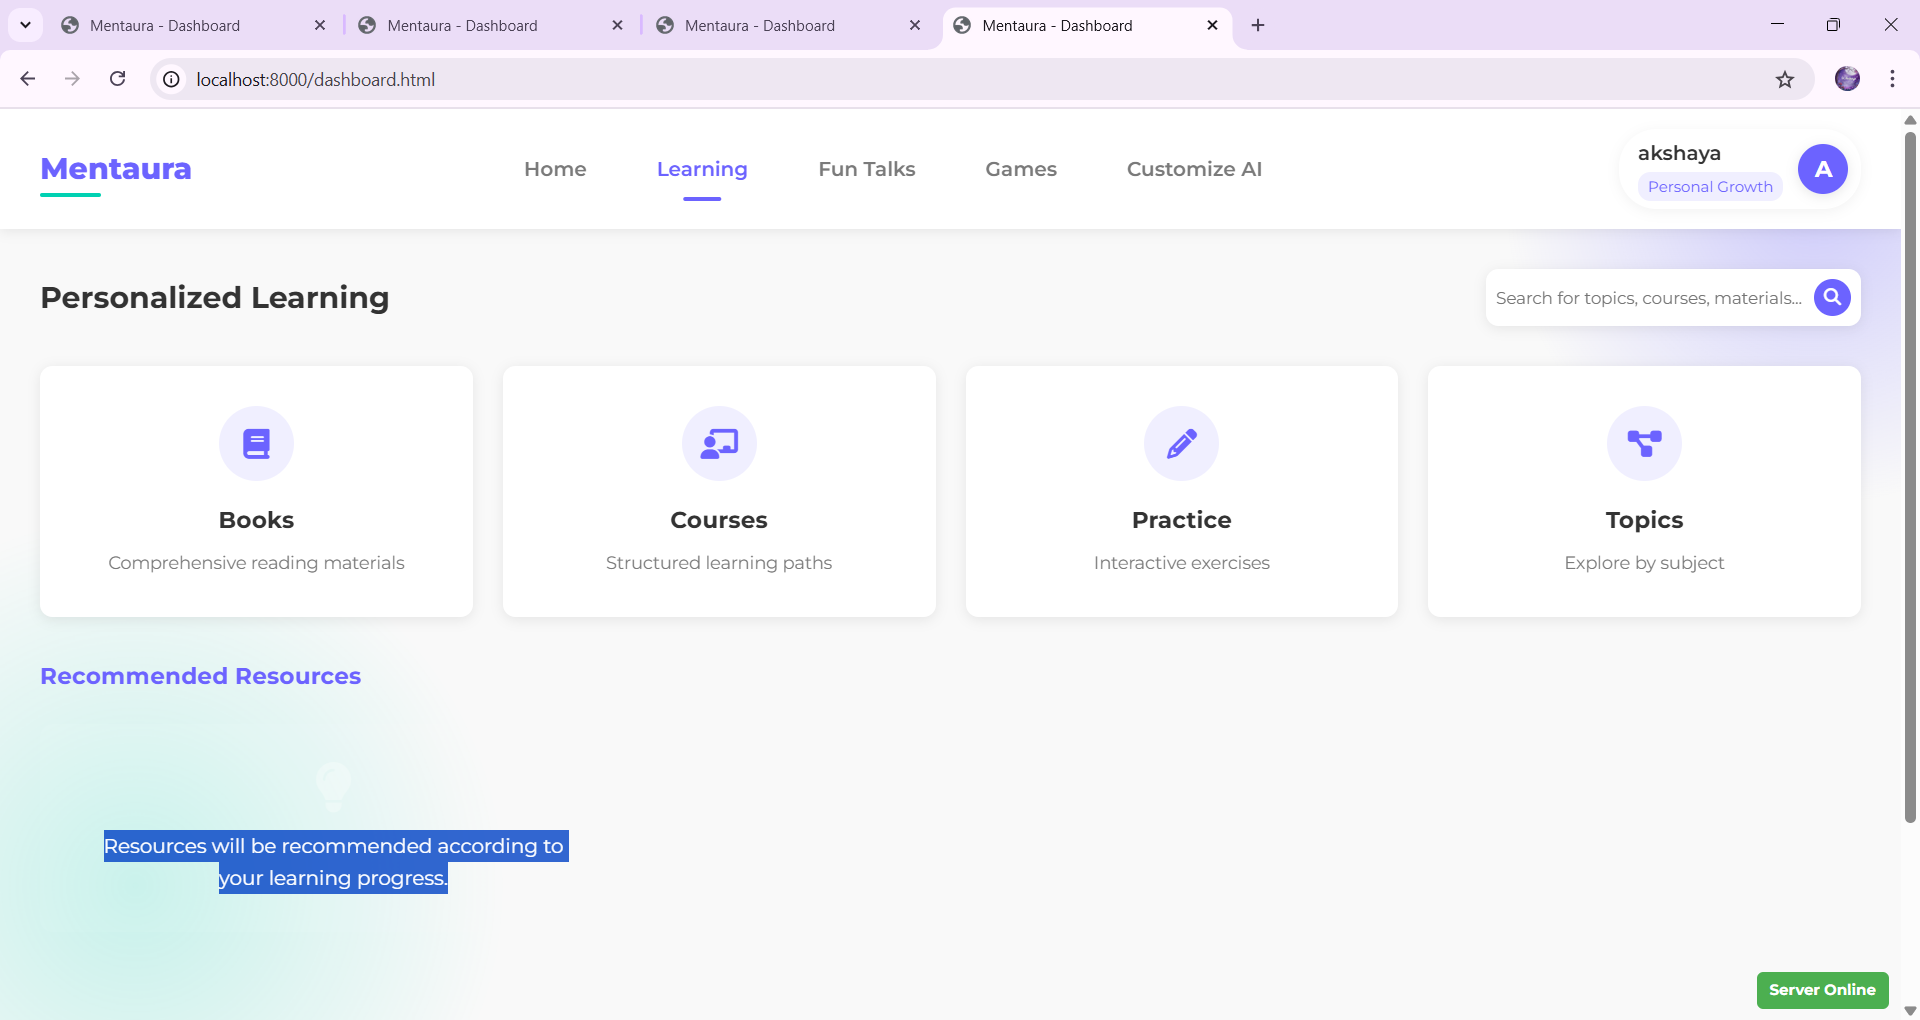 Mentaura - Dashboard
Mentaura - Dashboard
Mentaura - Dashboard
Mentaura - Dashboard
localhost:8000/dashboard.html
Mentaura
Home
Learning
Fun Talks
Games
Customize AI
akshaya
Personal Growth
A
Personalized Learning
Search for topics, courses, materials...
Books
Comprehensive reading materials
Courses
Structured learning paths
Practice
Interactive exercises
Topics
Explore by subject
Recommended Resources
Resources will be recommended according to
your learning progress.
Server Online